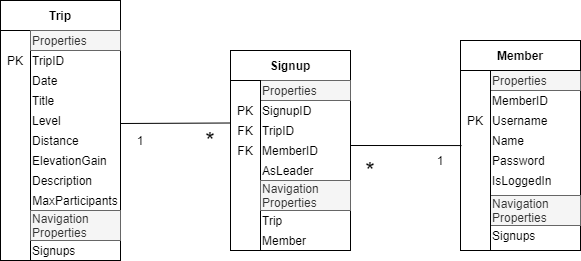 Trip
Properties
PK TripID
Date
Title
Level
Distance
ElevationGain
Description
MaxParticipants
Navigation
Properties
Signups
1 *
Signup
Properties
PK SignupID
FK TripID
FK MemberID
AsLeader
Navigation
Properties
Trip
Member
* 1
Member
Properties
MemberID
PK Username
Name
Password
IsLoggedIn
Navigation
Properties
Signups